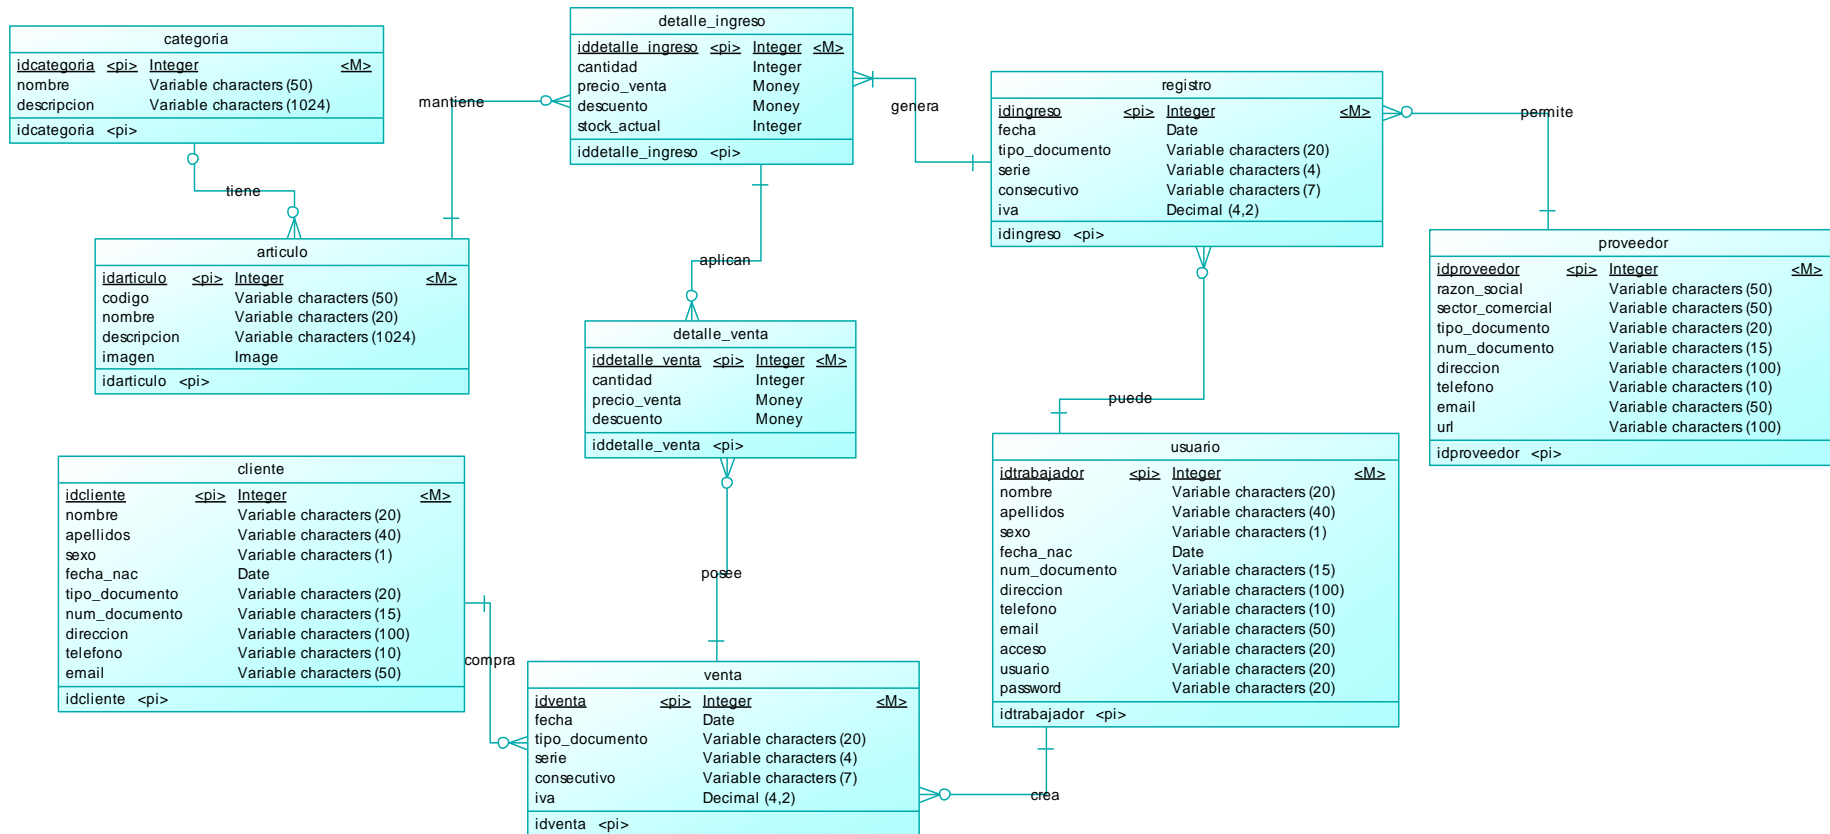 categoria
idcategoria <pi> Integer <M>
nombre Variable characters (50)
descripcion Variable characters (1024)
idcategoria <pi>
detalle_ingreso
iddetalle_ingreso <pi> Integer <M>
cantidad Integer
precio_venta Money
descuento Money
stock_actual Integer
iddetalle_ingreso <pi>
mantiene
genera
registro
idingreso <pi> Integer <M>
fecha Date
tipo_documento Variable characters (20)
serie Variable characters (4)
consecutivo Variable characters (7)
iva Decimal (4,2)
idingreso <pi>
permite
tiene
articulo
idarticulo <pi> Integer <M>
codigo Variable characters (50)
nombre Variable characters (20)
descripcion Variable characters (1024)
imagen Image
idarticulo <pi>
aplican
proveedor
idproveedor <pi> Integer <M>
razon_social Variable characters (50)
sector_comercial Variable characters (50)
tipo_documento Variable characters (20)
num_documento Variable characters (15)
direccion Variable characters (100)
telefono Variable characters (10)
email Variable characters (50)
url Variable characters (100)
idproveedor <pi>
detalle_venta
iddetalle_venta <pi> Integer <M>
cantidad Integer
precio_venta Money
descuento Money
iddetalle_venta <pi>
puede
cliente
idcliente <pi> Integer <M>
nombre Variable characters (20)
apellidos Variable characters (40)
sexo Variable characters (1)
fecha_nac Date
tipo_documento Variable characters (20)
num_documento Variable characters (15)
direccion Variable characters (100)
telefono Variable characters (10)
email Variable characters (50)
idcliente <pi>
posee
compra
usuario
idtrabajador <pi> Integer <M>
nombre Variable characters (20)
apellidos Variable characters (40)
sexo Variable characters (1)
fecha_nac Date
num_documento Variable characters (15)
direccion Variable characters (100)
telefono Variable characters (10)
email Variable characters (50)
acceso Variable characters (20)
usuario Variable characters (20)
password Variable characters (20)
idtrabajador <pi>
venta
idventa <pi> Integer <M>
fecha Date
tipo_documento Variable characters (20)
serie Variable characters (4)
consecutivo Variable characters (7)
iva Decimal (4,2)
idventa <pi>
crea